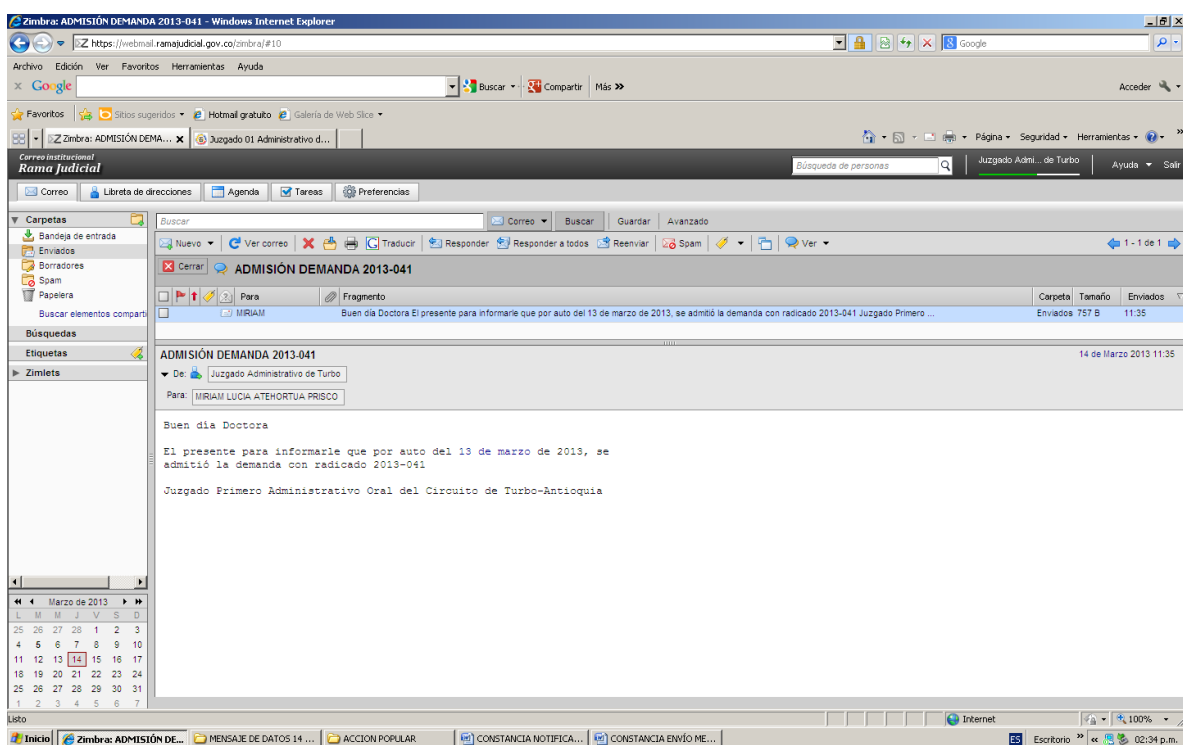 Zimbra: ADMISIÓN DEMANDA 2013-041 - Windows Internet Explorer
https://webmail.ramajudicial.gov.co/zimbra/#10
Google
Archivo Edición Ver Favoritos Herramientas Ayuda
x Google Buscar Compartir Más » Acceder
Favoritos Sitios sugeridos Hotmail gratuito Galería de Web Slice
Zimbra: ADMISIÓN DEMA... Juzgado 01 Administrativo d... Página Seguridad Herramientas »
Correo institucional
Rama Judicial
Búsqueda de personas Juzgado Admi... de Turbo Ayuda Salir
Correo Libreta de direcciones Agenda Tareas Preferencias
Carpetas
Bandeja de entrada
Enviados
Borradores
Spam
Papelera
Buscar elementos comparti
Búsquedas
Etiquetas
Zimlets
Buscar Correo Buscar Guardar Avanzado
Nuevo Ver correo Traducir Responder Responder a todos Reenviar Spam Ver 1 - 1 de 1
Cerrar ADMISIÓN DEMANDA 2013-041
Para Fragmento Carpeta Tamaño Enviados
MIRIAM Buen día Doctora El presente para informarle que por auto del 13 de marzo de 2013, se admitió la demanda con radicado 2013-041 Juzgado Primero ... Enviados 757 B 11:35
ADMISIÓN DEMANDA 2013-041 14 de Marzo 2013 11:35
De: Juzgado Administrativo de Turbo
Para: MIRIAM LUCIA ATEHORTUA PRISCO
Buen día Doctora
El presente para informarle que por auto del 13 de marzo de 2013, se
admitió la demanda con radicado 2013-041
Juzgado Primero Administrativo Oral del Circuito de Turbo-Antioquia
Marzo de 2013
L M M J V S D
25 26 27 28 1 2 3
4 5 6 7 8 9 10
11 12 13 14 15 16 17
18 19 20 21 22 23 24
25 26 27 28 29 30 31
1 2 3 4 5 6 7
Listo Internet 100%
Inicio Zimbra: ADMISIÓN DE... MENSAJE DE DATOS 14 ... ACCION POPULAR CONSTANCIA NOTIFICA... CONSTANCIA ENVÍO ME... ES Escritorio » « 02:34 p.m.